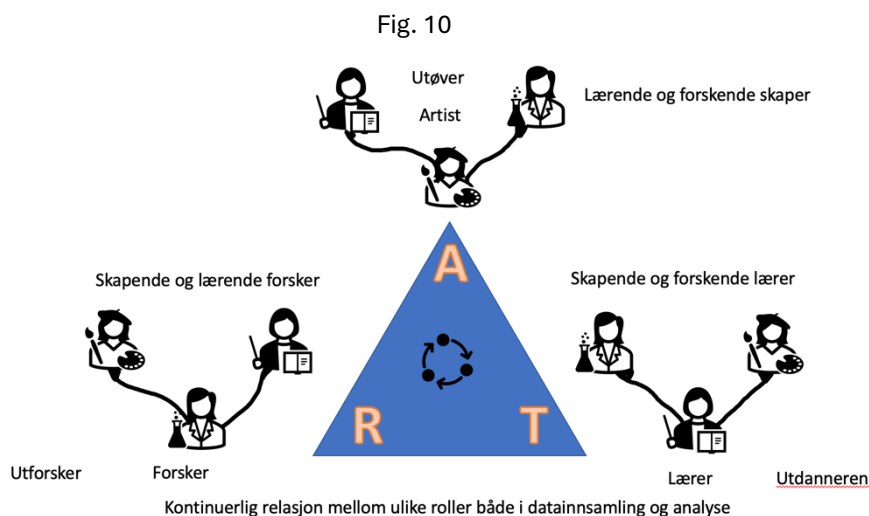 Fig. 10
Utøver
Artist
Lærende og forskende skaper
A
Skapende og lærende forsker
Skapende og forskende lærer
R
T
Utforsker
Forsker
Lærer
Utdanneren
Kontinuerlig relasjon mellom ulike roller både i datainnsamling og analyse